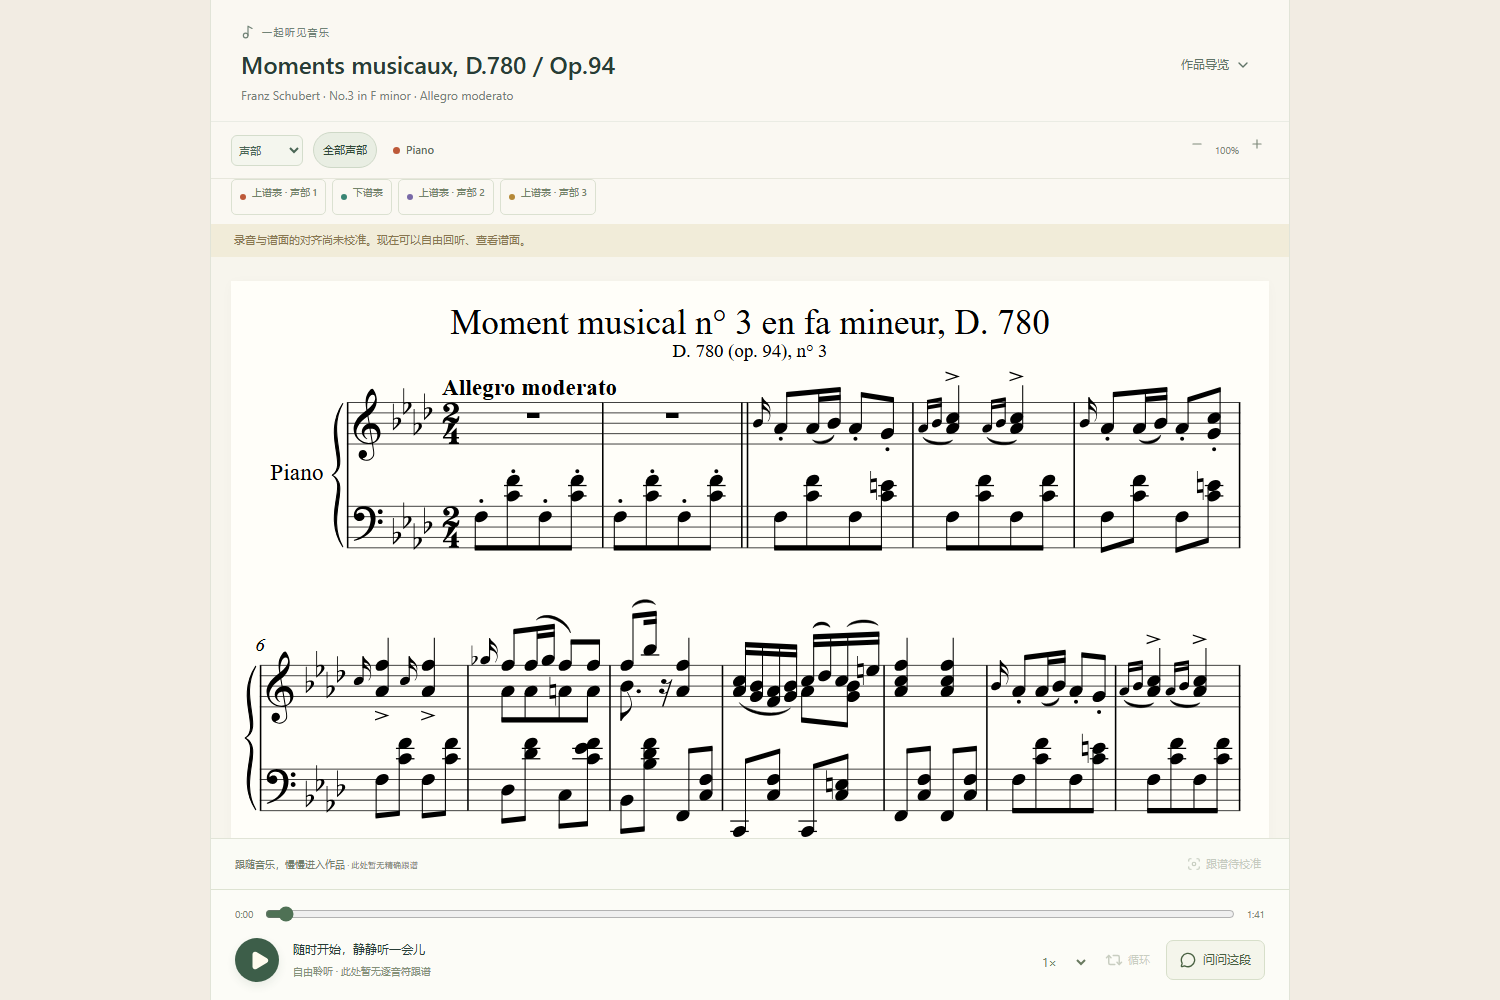 一起听见音乐
Moments musicaux, D.780 / Op.94
作品导览
Franz Schubert · No.3 in F minor · Allegro moderato
声部
全部声部
Piano
100%
上谱表 · 声部 1
下谱表
上谱表 · 声部 2
上谱表 · 声部 3
录音与谱面的对齐尚未校准。现在可以自由回听、查看谱面。
Moment musical n° 3 en fa mineur, D. 780
D. 780 (op. 94), n° 3
Allegro moderato
Piano
6
跟随音乐，慢慢进入作品 · 此处暂无精确跟谱
跟谱待校准
0:00
1:41
随时开始，静静听一会儿
自由聆听 · 此处暂无逐音符跟谱
1×
循环
问问这段